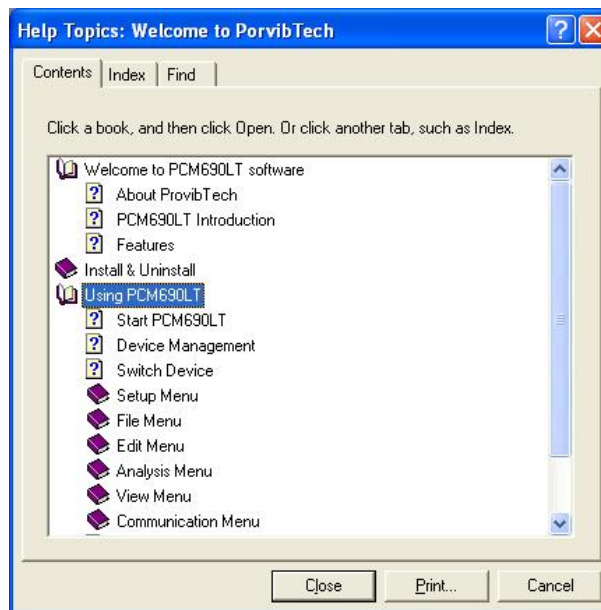 Help Topics: Welcome to PorvibTech
Contents Index Find
Click a book, and then click Open. Or click another tab, such as Index.
Welcome to PCM690LT software
About ProvibTech
PCM690LT Introduction
Features
Install & Uninstall
Using PCM690LT
Start PCM690LT
Device Management
Switch Device
Setup Menu
File Menu
Edit Menu
Analysis Menu
View Menu
Communication Menu
Close Print... Cancel